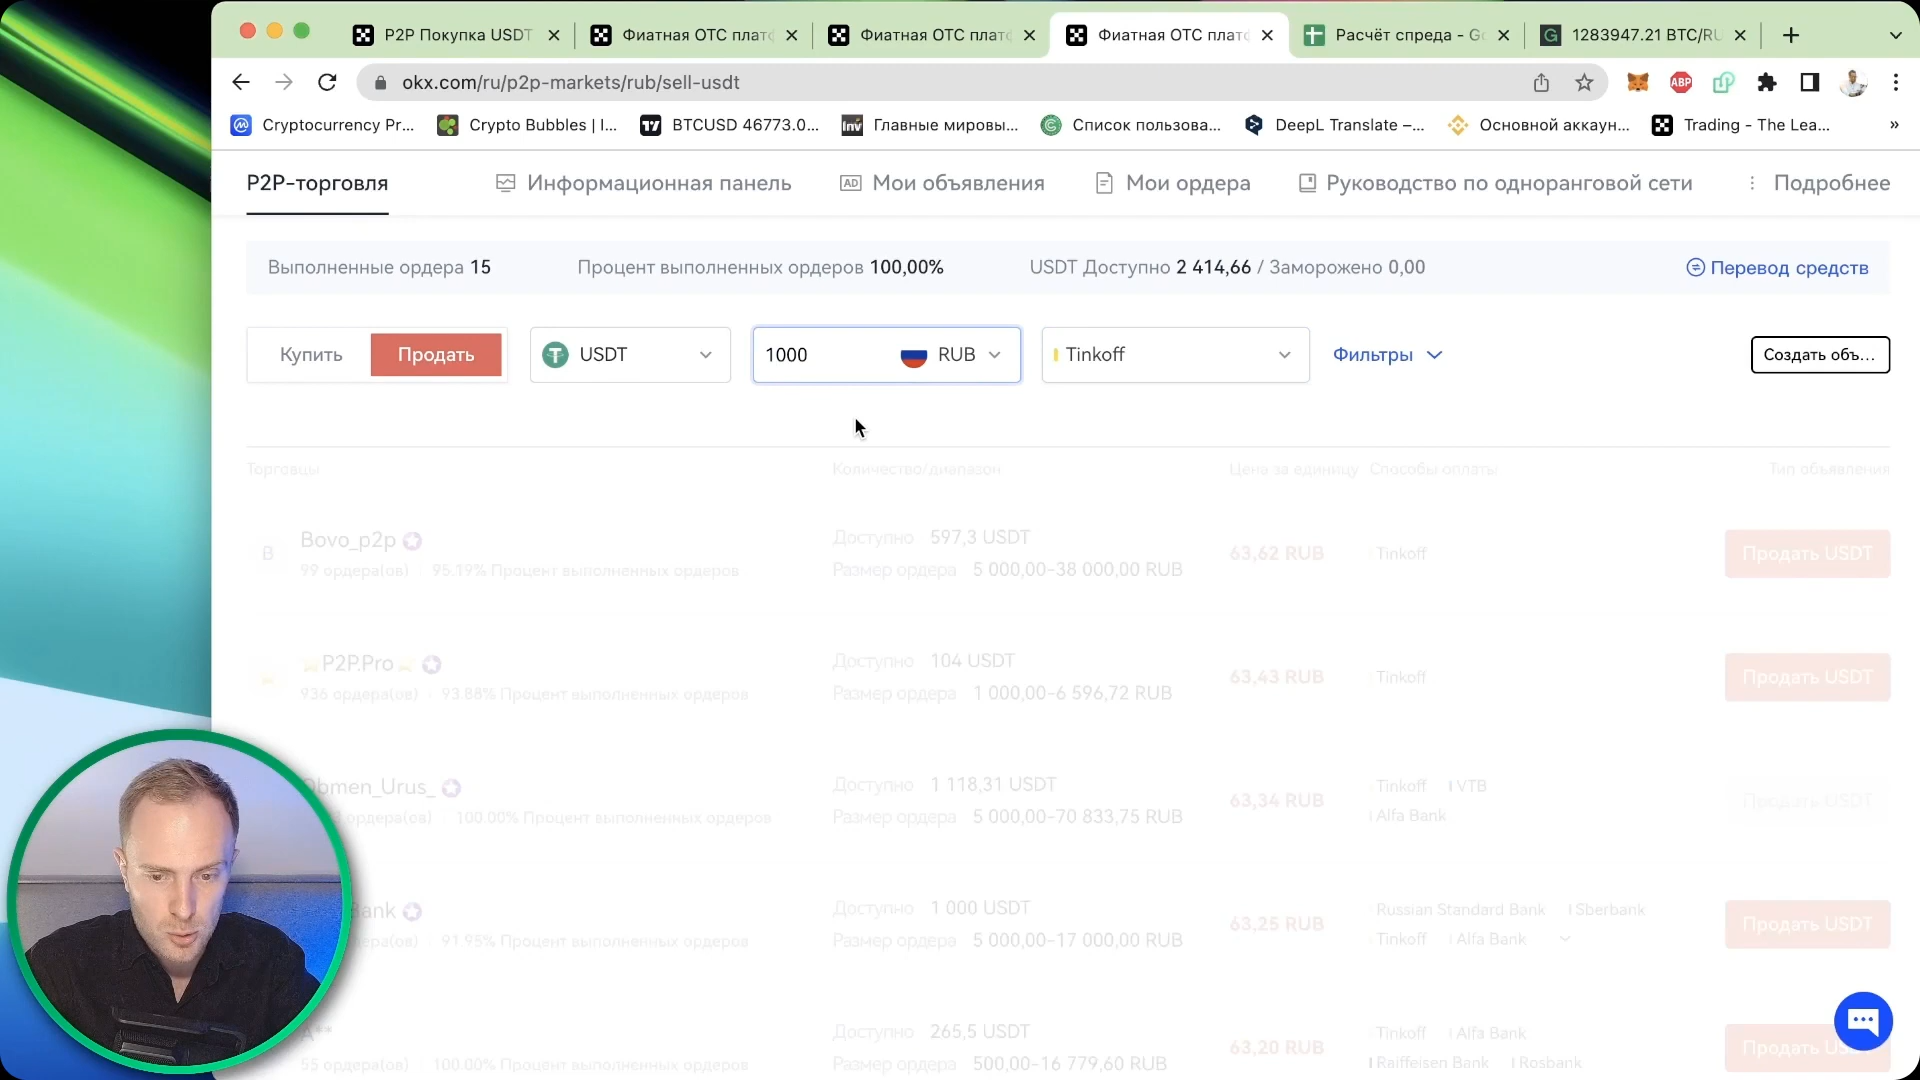 P2P Покупка USDT
Фиатная OTC плат
Фиатная OTC плат
Фиатная OTC плат
Расчёт спреда - Go
1283947.21 BTC/RU
okx.com/ru/p2p-markets/rub/sell-usdt
ABP
Cryptocurrency Pr...
Crypto Bubbles | I...
BTCUSD 46773.0...
Inv
Главные мировы...
Список пользова...
DeepL Translate –...
Основной аккаун...
Trading - The Lea...
»
P2P-торговля
Информационная панель
AD
Мои объявления
Мои ордера
Руководство по одноранговой сети
Подробнее
Выполненные ордера 15
Процент выполненных ордеров 100,00%
USDT Доступно 2 414,66 / Заморожено 0,00
Перевод средств
Купить
Продать
USDT
1000
RUB
Tinkoff
Фильтры
Создать объ...
Торговцы
Количество/диапазон
Цена за единицу
Способы оплаты
Тип объявления
B
Bovo_p2p
99 ордера(ов)
95.19% Процент выполненных ордеров
Доступно 597,3 USDT
Размер ордера 5 000,00-38 000,00 RUB
63,62 RUB
Tinkoff
Продать USDT
P2P.Pro
936 ордера(ов)
93.88% Процент выполненных ордеров
Доступно 104 USDT
Размер ордера 1 000,00-6 596,72 RUB
63,43 RUB
Tinkoff
Продать USDT
Obmen_Urus_
ордера(ов)
100.00% Процент выполненных ордеров
Доступно 1 118,31 USDT
Размер ордера 5 000,00-70 833,75 RUB
63,34 RUB
Tinkoff
VTB
Alfa Bank
Продать USDT
Bank
91.95% Процент выполненных ордеров
Доступно 1 000 USDT
Размер ордера 5 000,00-17 000,00 RUB
63,25 RUB
Russian Standard Bank
Sberbank
Tinkoff
Alfa Bank
Продать USDT
A**
55 ордера(ов)
100.00% Процент выполненных ордеров
Доступно 265,5 USDT
Размер ордера 500,00-16 779,60 RUB
63,20 RUB
Tinkoff
Alfa Bank
Raiffeisen Bank
Rosbank
Продать